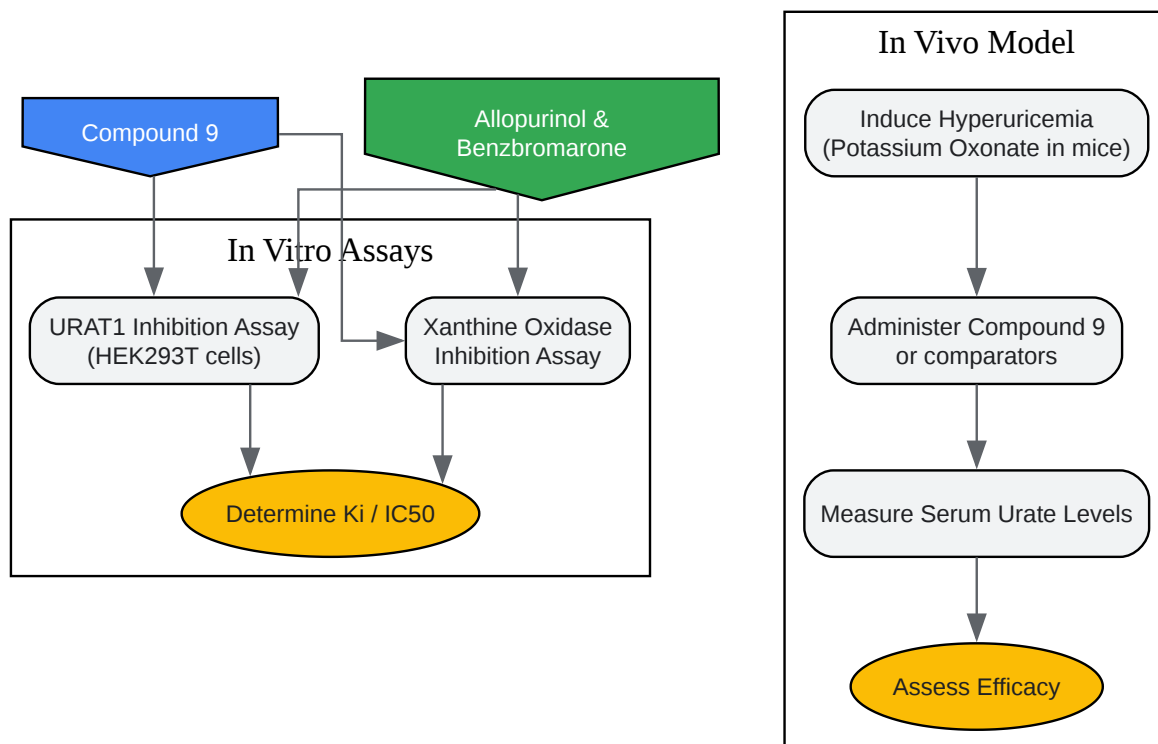 Compound 9
Allopurinol &
Benzbromarone
In Vitro Assays
URAT1 Inhibition Assay
(HEK293T cells)
Xanthine Oxidase
Inhibition Assay
Determine Ki / IC50
In Vivo Model
Induce Hyperuricemia
(Potassium Oxonate in mice)
Administer Compound 9
or comparators
Measure Serum Urate Levels
Assess Efficacy